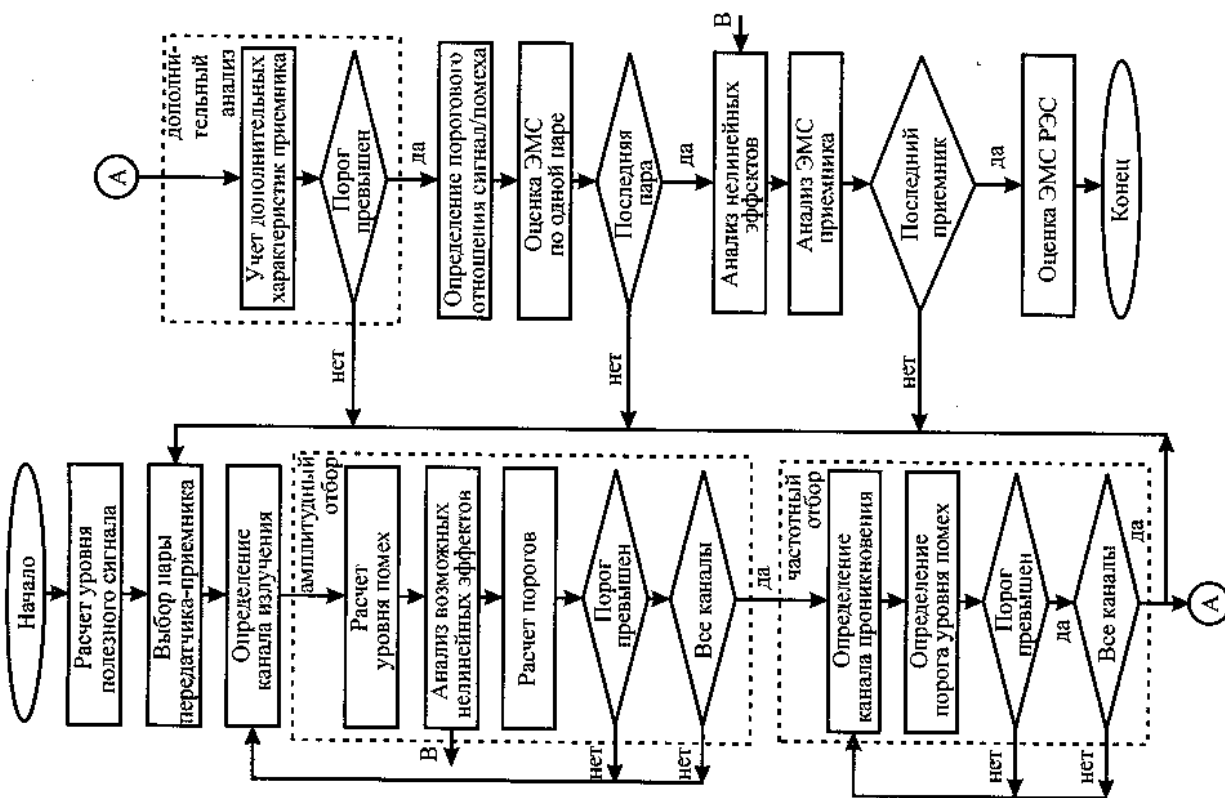 Начало
Расчет уровня
полезного сигнала
Выбор пары
передатчика-приемника
Определение
канала излучения
амплитудный
отбор
Расчет
уровня помех
Анализ возможных
нелинейных эффектов
В
Расчет порогов
Порог
превышен
нет
Все каналы
нет
да
частотный
отбор
Определение
канала проникновения
Определение
порога уровня помех
Порог
превышен
нет
да
Все каналы
нет
да
А
А
дополни-
тельный
анализ
Учет дополнительных
характеристик приемника
Порог
превышен
нет
да
Определение порогового
отношения сигнал/помеха
Оценка ЭМС
по одной паре
Последняя
пара
нет
да
В
Анализ нелинейных
эффектов
Анализ ЭМС
приемника
Последний
приемник
нет
да
Оценка ЭМС РЭС
Конец